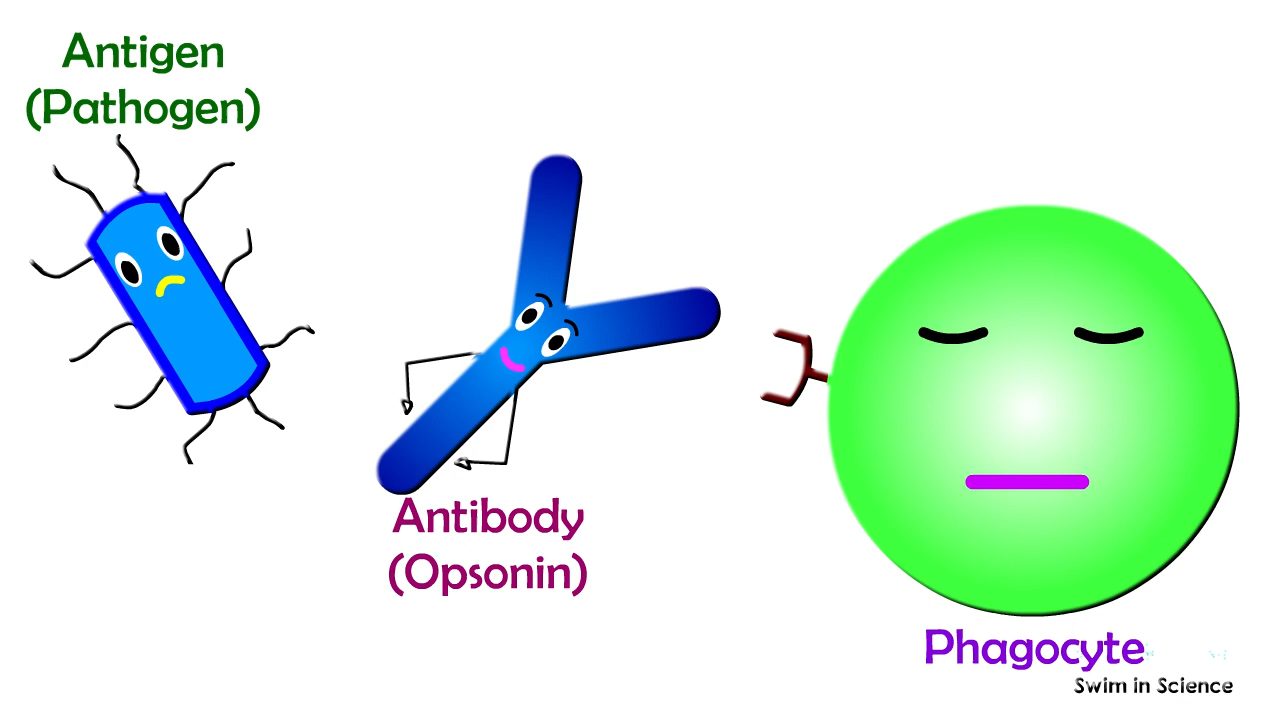 Antigen
(Pathogen)
Antibody
(Opsonin)
Phagocyte
Swim in Science